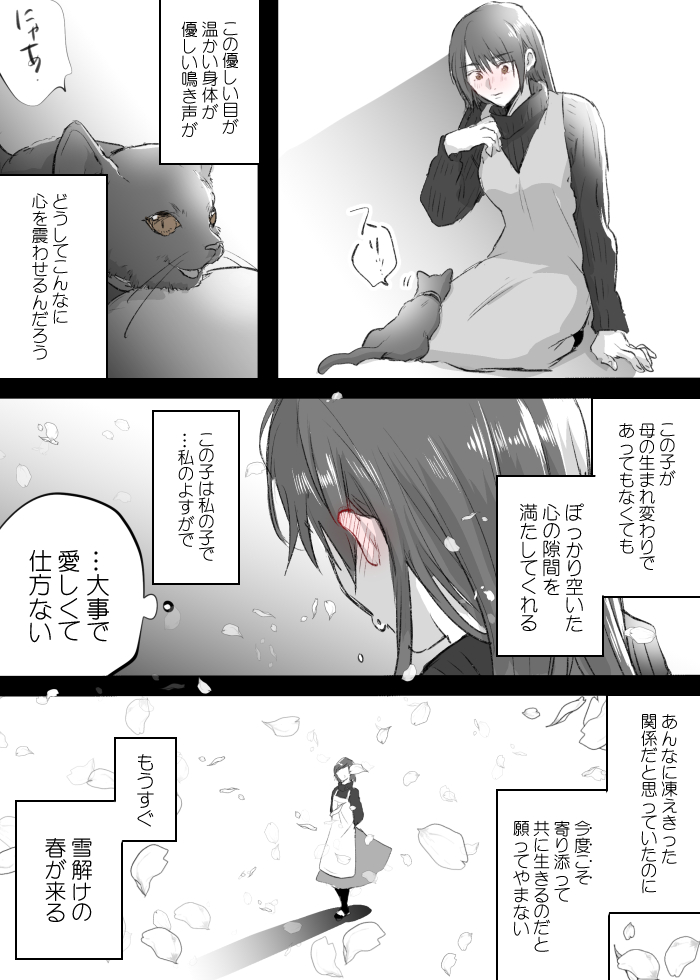 この優しい目が
温かい身体が
優しい鳴き声が
にゃあ
どうしてこんなに
心を震わせるんだろう
この子が
母の生まれ変わりで
あってもなくても
ぽっかり空いた
心の隙間を
満たしてくれる
この子は私の子で
…私のよすがで
…大事で
愛しくて
仕方ない
あんなに凍えきった
関係だと思っていたのに
今度こそ
寄り添って
共に生きるのだと
願ってやまない
もうすぐ
雪解けの
春が来る